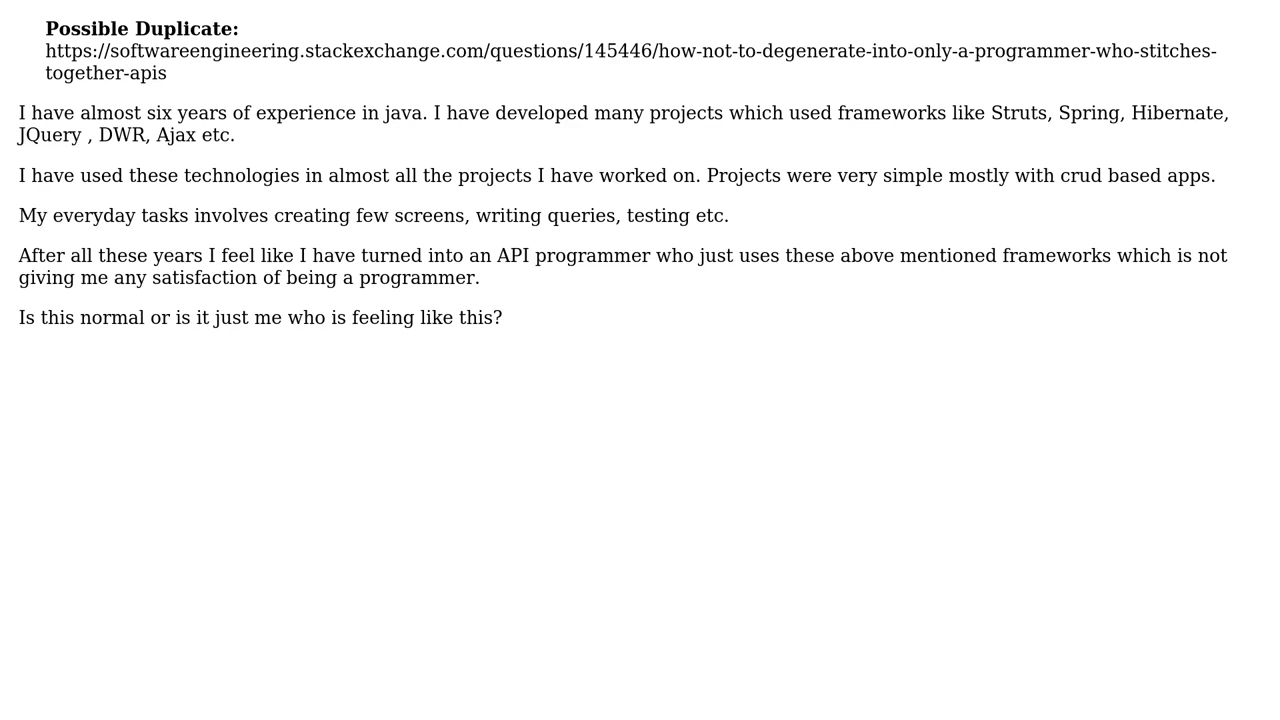 Possible Duplicate:
https://softwareengineering.stackexchange.com/questions/145446/how-not-to-degenerate-into-only-a-programmer-who-stitches-
together-apis
I have almost six years of experience in java. I have developed many projects which used frameworks like Struts, Spring, Hibernate,
JQuery , DWR, Ajax etc.
I have used these technologies in almost all the projects I have worked on. Projects were very simple mostly with crud based apps.
My everyday tasks involves creating few screens, writing queries, testing etc.
After all these years I feel like I have turned into an API programmer who just uses these above mentioned frameworks which is not
giving me any satisfaction of being a programmer.
Is this normal or is it just me who is feeling like this?